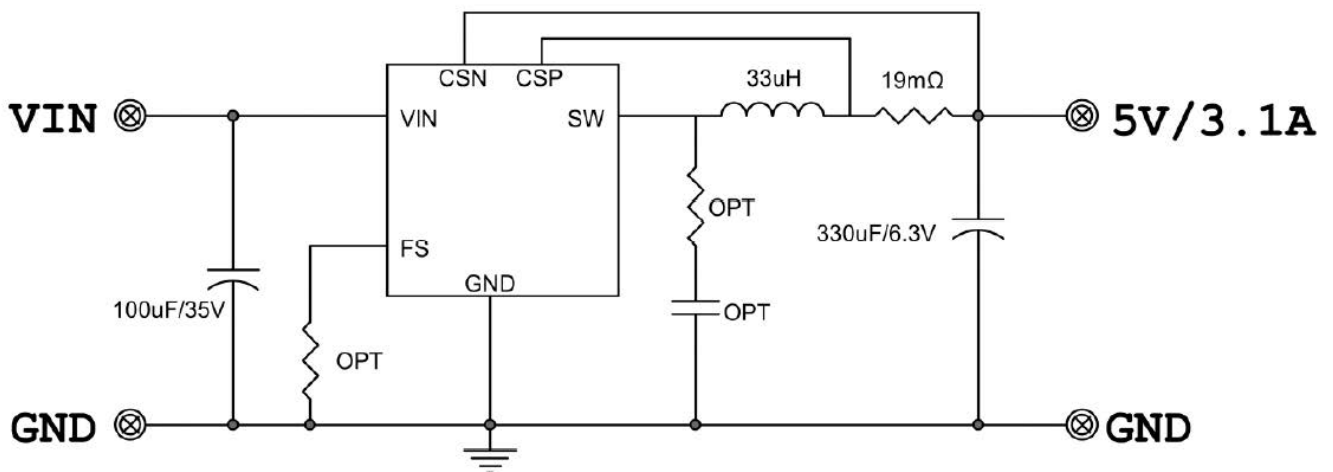 CSN CSP
33uH 19mΩ
VIN VIN SW 5V/3.1A
OPT
FS 330uF/6.3V
GND
100uF/35V OPT
OPT
GND GND